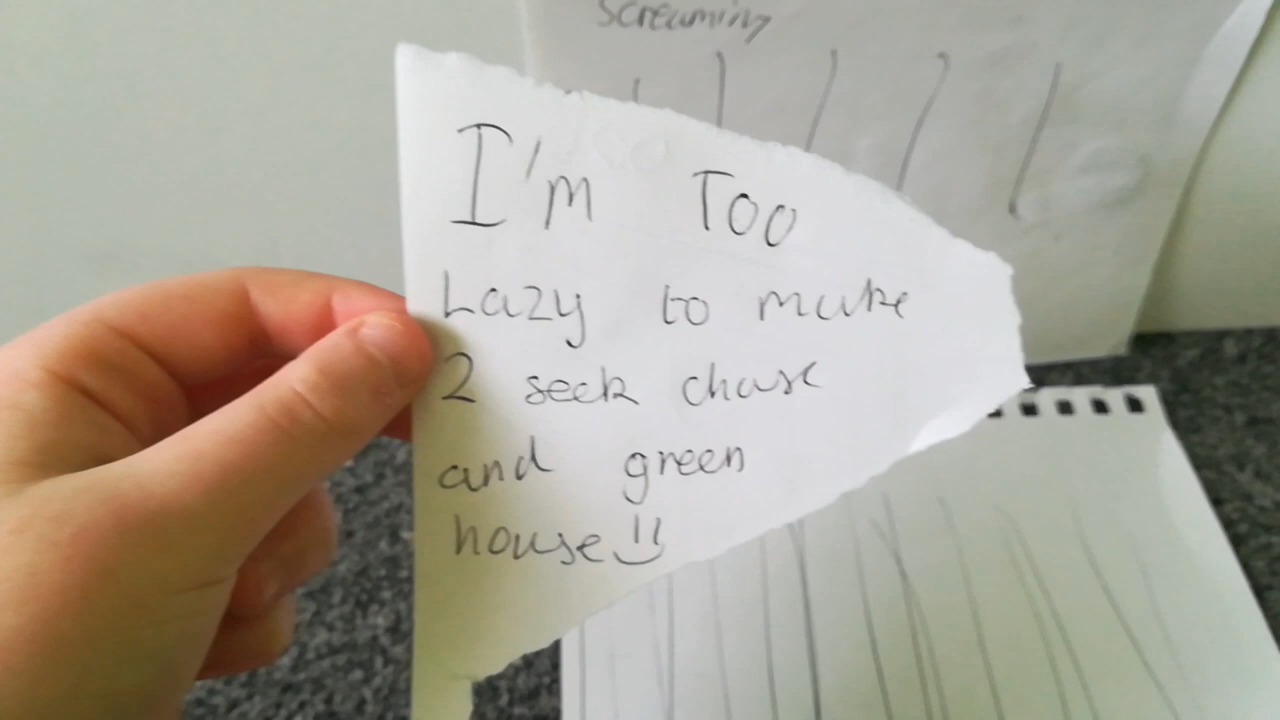 Screaming
I'm Too
Lazy to make
2 seek chase
and green
house!!